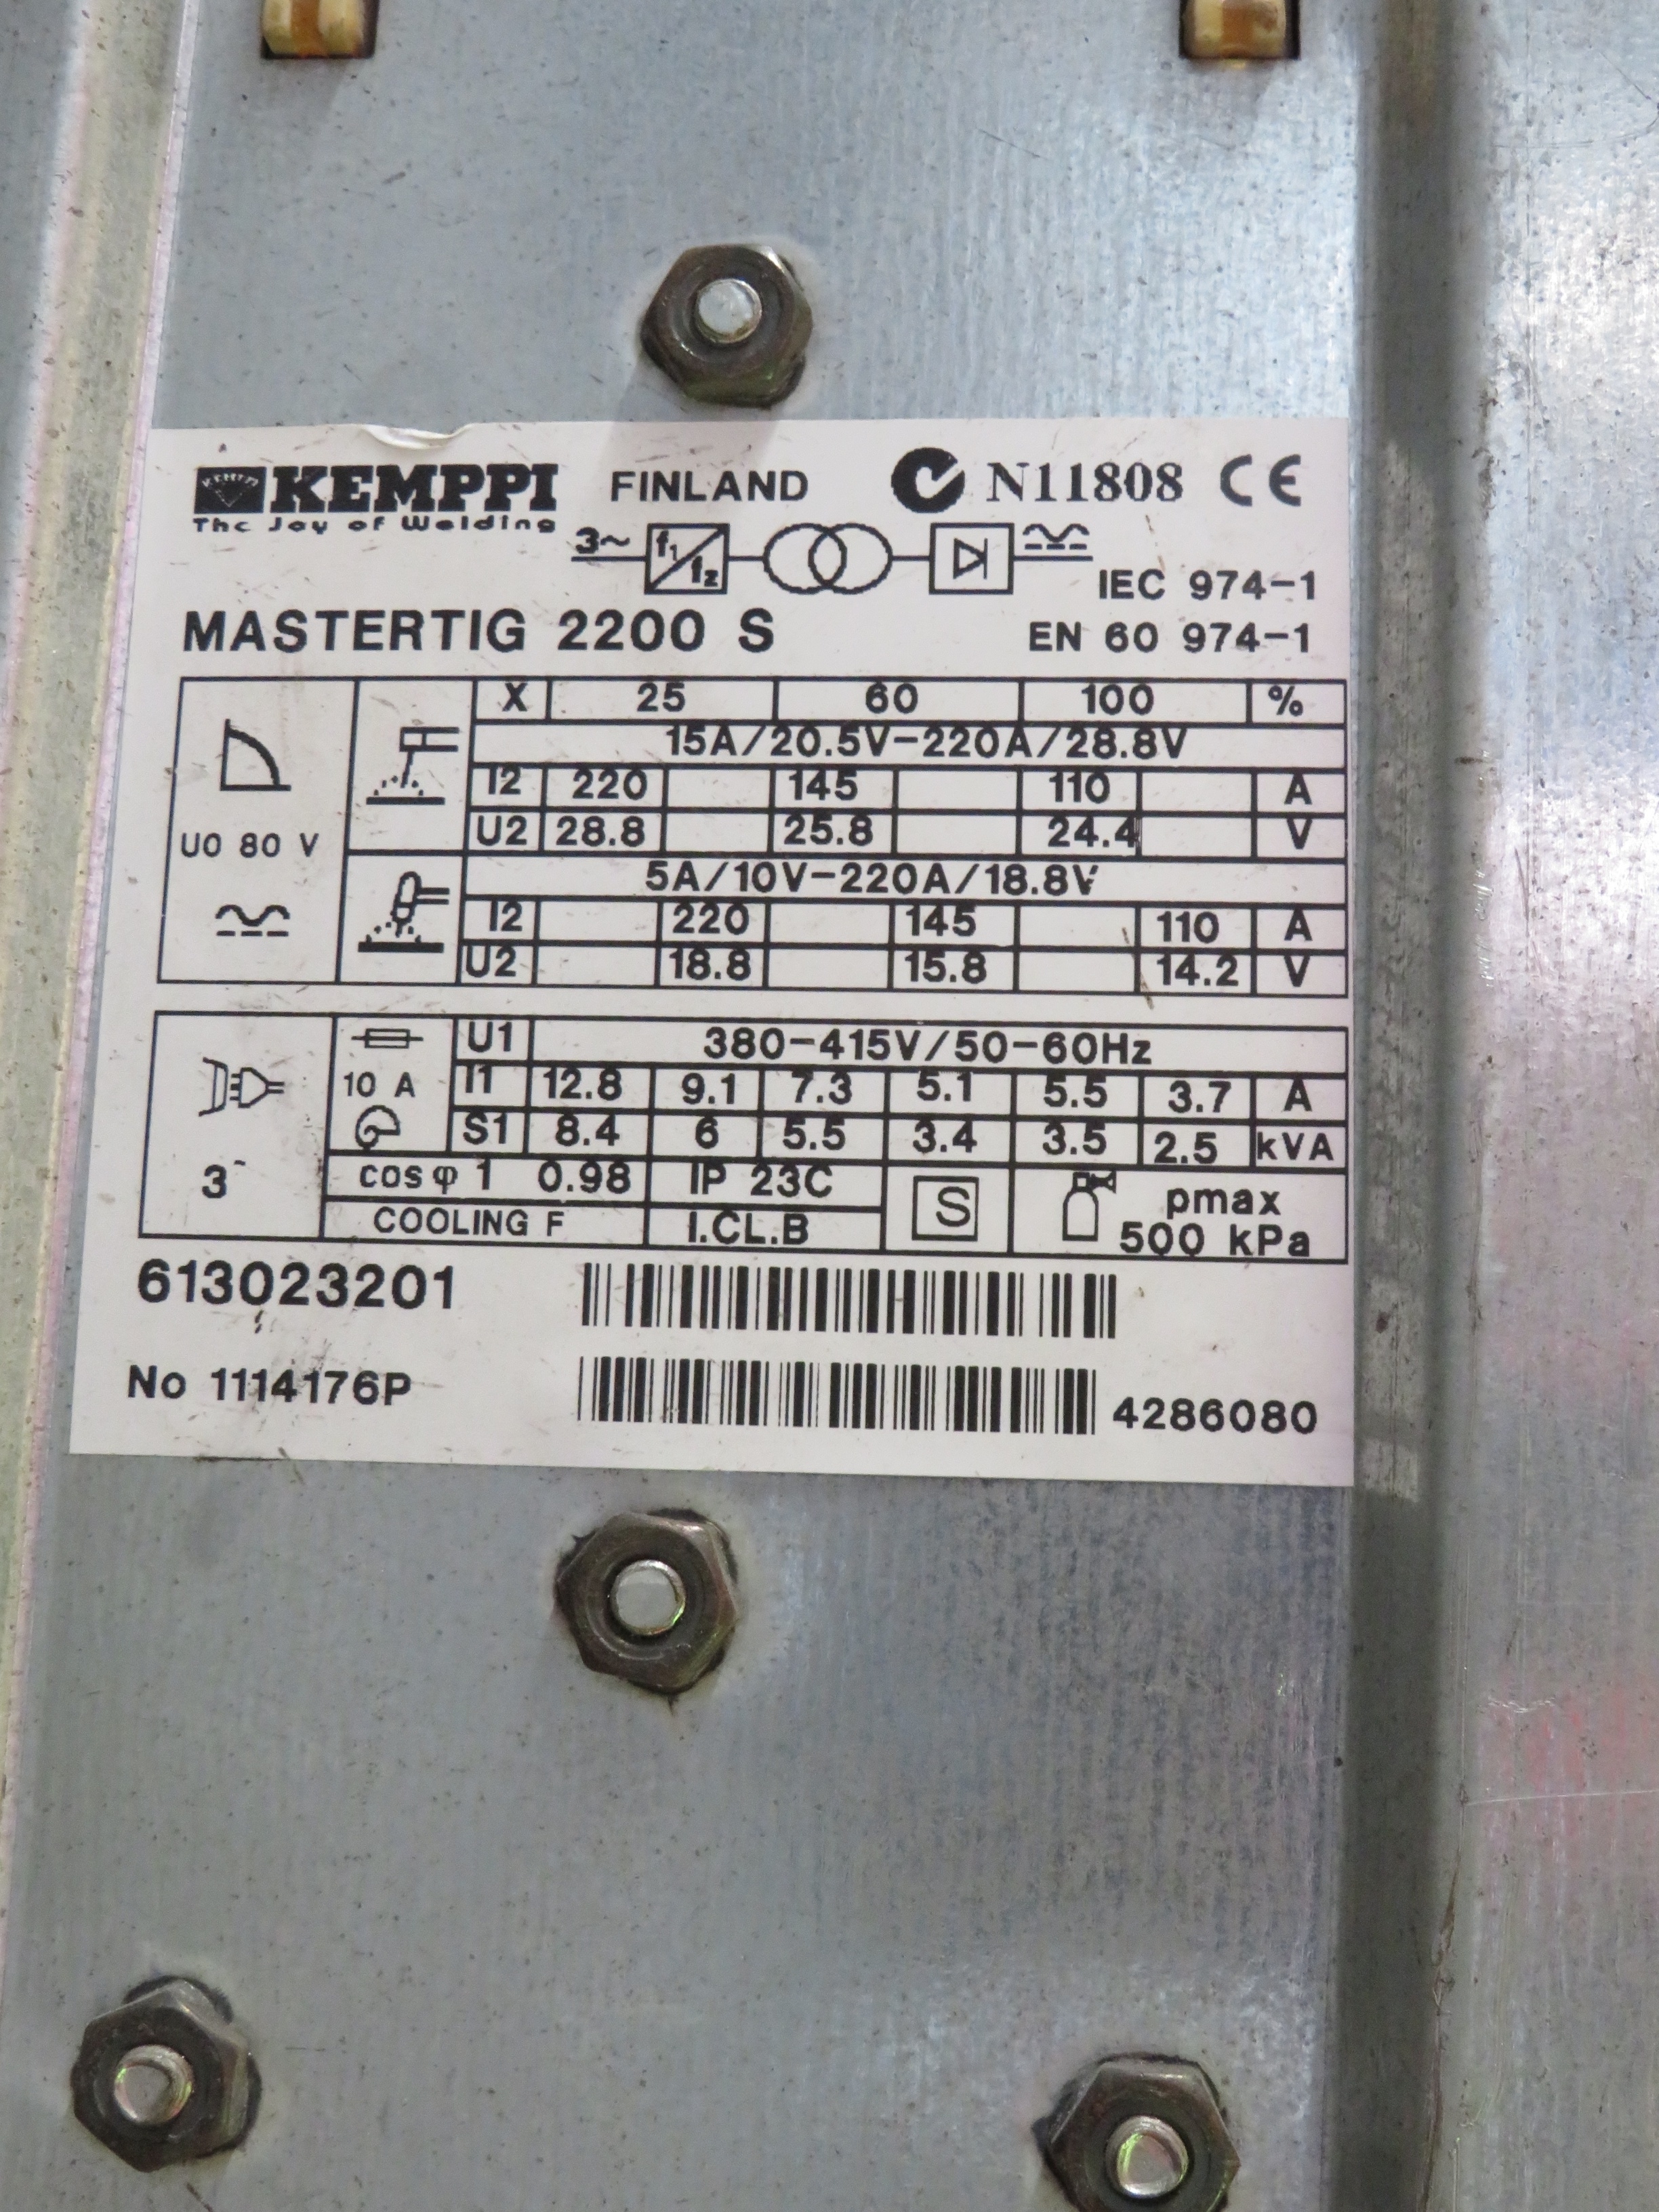 KEMPPI FINLAND N11808 CE
The Joy of Welding
3~ f1 f2
IEC 974-1
MASTERTIG 2200 S EN 60 974-1
X 25 60 100 %
15A/20.5V-220A/28.8V
I2 220 145 110 A
U0 80 V U2 28.8 25.8 24.4 V
5A/10V-220A/18.8V
I2 220 145 110 A
U2 18.8 15.8 14.2 V
U1 380-415V/50-60Hz
10 A I1 12.8 9.1 7.3 5.1 5.5 3.7 A
S1 8.4 6 5.5 3.4 3.5 2.5 kVA
3~ cos φ 1 0.98 IP 23C S pmax
COOLING F I.CL.B 500 kPa
613023201
No 1114176P 4286080